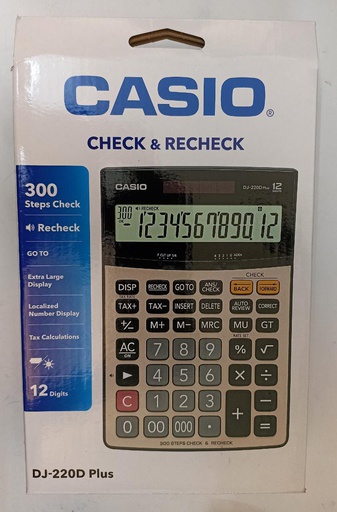 CASIO®
CHECK & RECHECK
300
Steps Check
Recheck
GO TO
Extra Large
Display
Localized
Number Display
Tax Calculations
12 Digits
CASIO
DJ-220D Plus 12
300 RECHECK
-1234567890.12
CHECK
DISP RECHECK GO TO ANS/CHECK BACK FORWARD
TAX+ TAX− INSERT DELETE AUTO REVIEW CORRECT
+/− M+ M− MRC MU GT
AC ON 7 8 9 % √
4 5 6 × ÷
C 1 2 3 + −
0 00 000 · =
300 STEPS CHECK & RECHECK
DJ-220D Plus